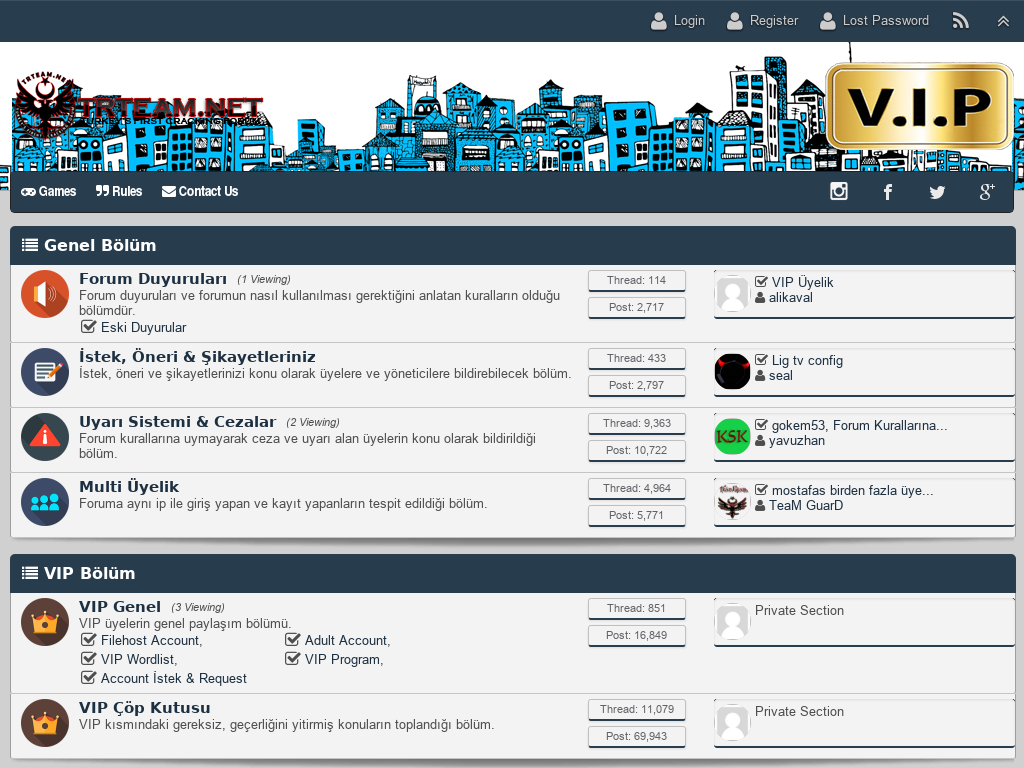 Login Register Lost Password
TRTEAM.NET
TRTEAM.NET
V.I.P
Games Rules Contact Us
Genel Bölüm
Forum Duyuruları (1 Viewing)
Forum duyuruları ve forumun nasıl kullanılması gerektiğini anlatan kuralların olduğu
bölümdür.
Eski Duyurular
Thread: 114
Post: 2,717
VIP Üyelik
alikaval
İstek, Öneri & Şikayetleriniz
İstek, öneri ve şikayetlerinizi konu olarak üyelere ve yöneticilere bildirebilecek bölüm.
Thread: 433
Post: 2,797
Lig tv config
seal
Uyarı Sistemi & Cezalar (2 Viewing)
Forum kurallarına uymayarak ceza ve uyarı alan üyelerin konu olarak bildirildiği
bölüm.
Thread: 9,363
Post: 10,722
KSK
gokem53, Forum Kurallarına...
yavuzhan
Multi Üyelik
Foruma aynı ip ile giriş yapan ve kayıt yapanların tespit edildiği bölüm.
Thread: 4,964
Post: 5,771
mostafas birden fazla üye...
TeaM GuarD
VIP Bölüm
VIP Genel (3 Viewing)
VIP üyelerin genel paylaşım bölümü.
Filehost Account, Adult Account,
VIP Wordlist, VIP Program,
Account İstek & Request
Thread: 851
Post: 16,849
Private Section
VIP Çöp Kutusu
VIP kısmındaki gereksiz, geçerliğini yitirmiş konuların toplandığı bölüm.
Thread: 11,079
Post: 69,943
Private Section